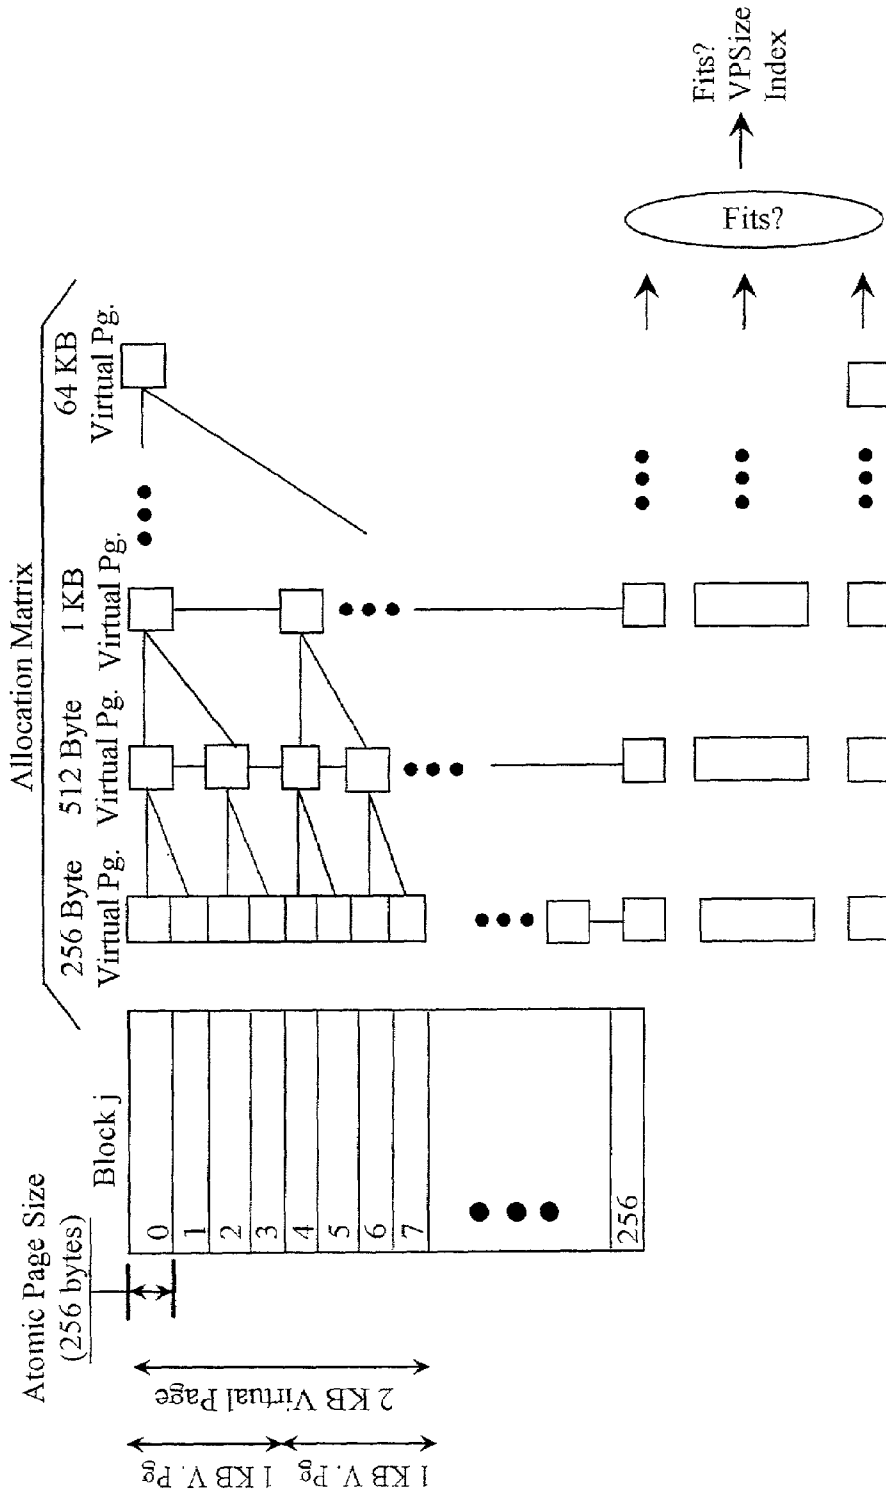 Allocation Matrix
256 Byte
Virtual Pg.
512 Byte
Virtual Pg.
1 KB
Virtual Pg.
64 KB
Virtual Pg.
Atomic Page Size
(256 bytes)
Block j
0
1
2
3
4
5
6
7
256
2 KB Virtual Page
1 KB V. Pg
1 KB V. Pg
Fits?
Fits?
VPSize
Index